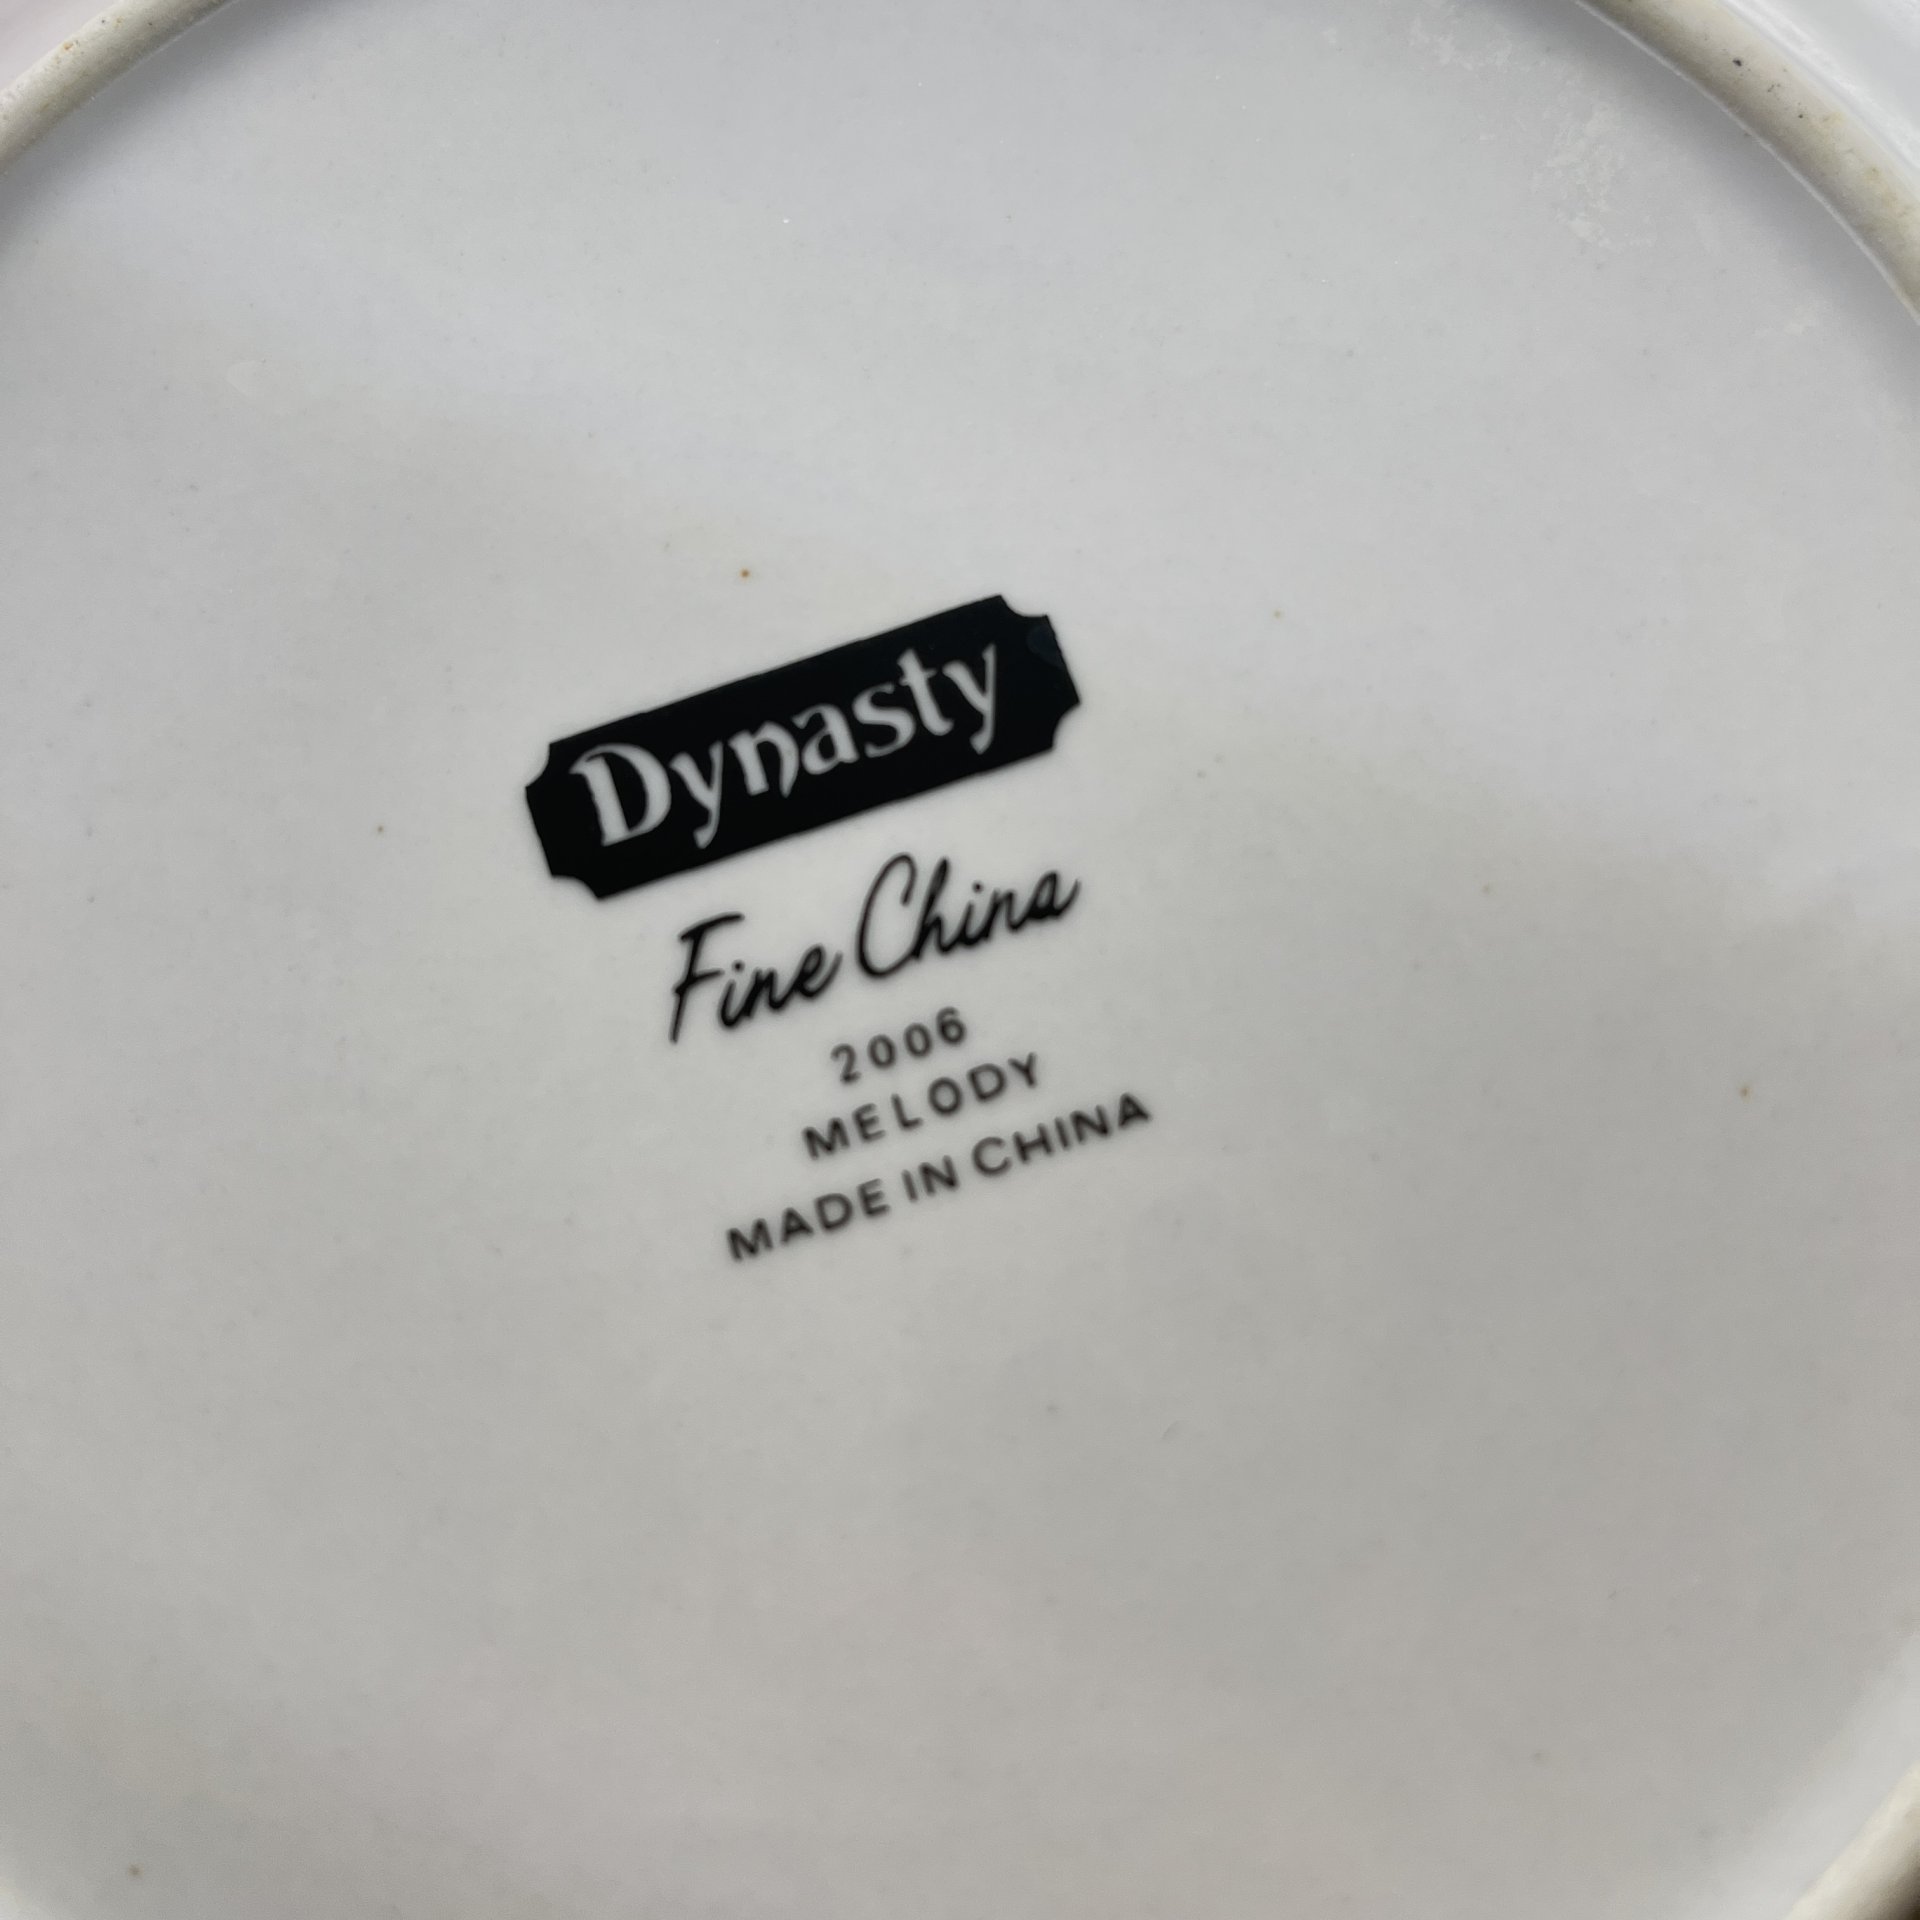 Dynasty
Fine China
2006
MELODY
MADE IN CHINA